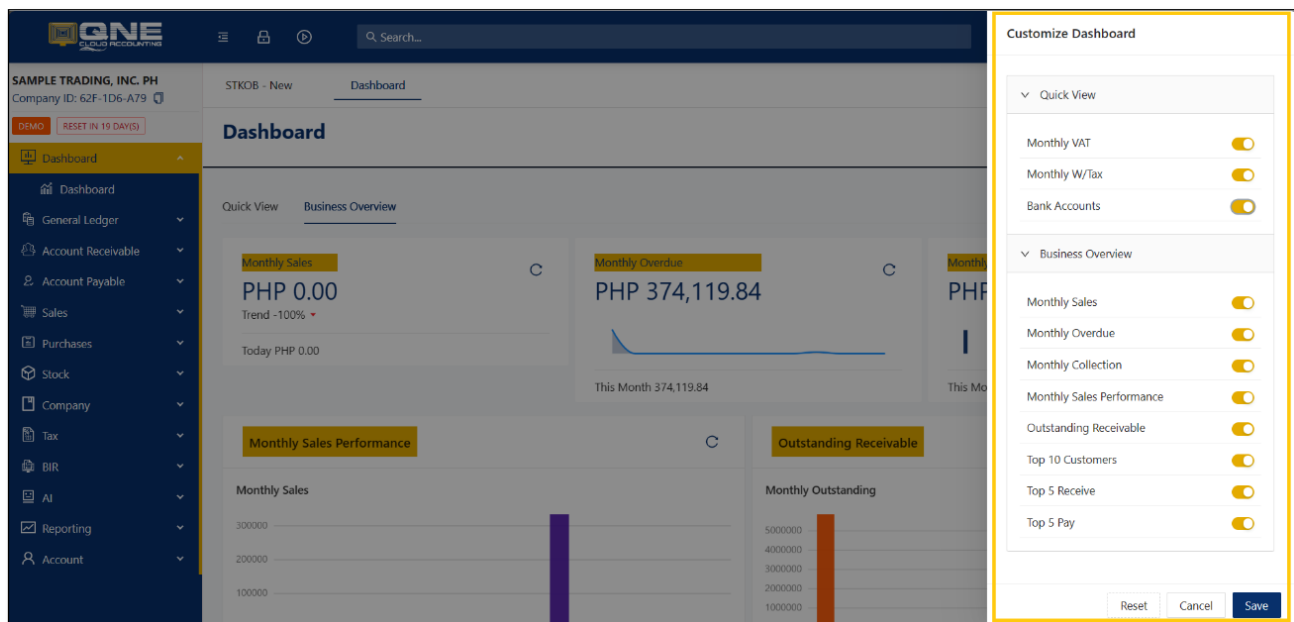 QNE
CLOUD ACCOUNTING
Search...
SAMPLE TRADING, INC. PH
Company ID: 62F-1D6-A79
DEMO RESET IN 19 DAY(S)
Dashboard
Dashboard
General Ledger
Account Receivable
Account Payable
Sales
Purchases
Stock
Company
Tax
BIR
AI
Reporting
Account
STKOB - New Dashboard
Dashboard
Quick View Business Overview
Monthly Sales
PHP 0.00
Trend -100%
Today PHP 0.00
Monthly Overdue
PHP 374,119.84
This Month 374,119.84
Monthly
PHP
This Mo
Monthly Sales Performance
Monthly Sales
300000
200000
100000
Outstanding Receivable
Monthly Outstanding
5000000
4000000
3000000
2000000
1000000
Customize Dashboard
Quick View
Monthly VAT
Monthly W/Tax
Bank Accounts
Business Overview
Monthly Sales
Monthly Overdue
Monthly Collection
Monthly Sales Performance
Outstanding Receivable
Top 10 Customers
Top 5 Receive
Top 5 Pay
Reset Cancel Save